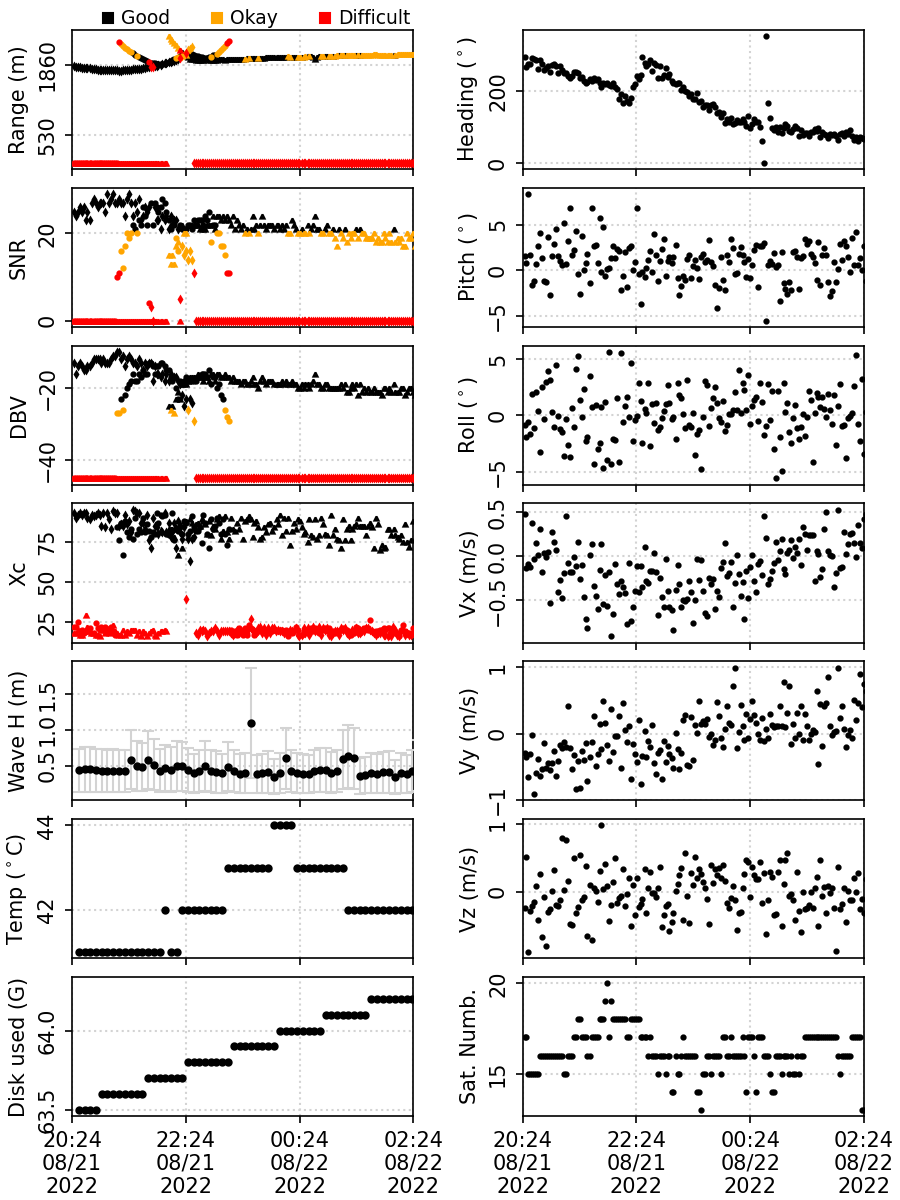 Good Okay Difficult
Range (m)
1860
530
Heading (°)
200
0
SNR
20
0
Pitch (°)
5
0
−5
DBV
−20
−40
Roll (°)
5
0
−5
Xc
75
50
25
Vx (m/s)
0.5
0.0
−0.5
Wave H (m)
1.5
1.0
0.5
Vy (m/s)
1
0
−1
Temp (°C)
44
42
Vz (m/s)
1
0
Disk used (G)
64.0
63.5
Sat. Numb.
20
15
20:24 22:24 00:24 02:24
08/21 08/21 08/22 08/22
2022 2022 2022 2022
20:24 22:24 00:24 02:24
08/21 08/21 08/22 08/22
2022 2022 2022 2022